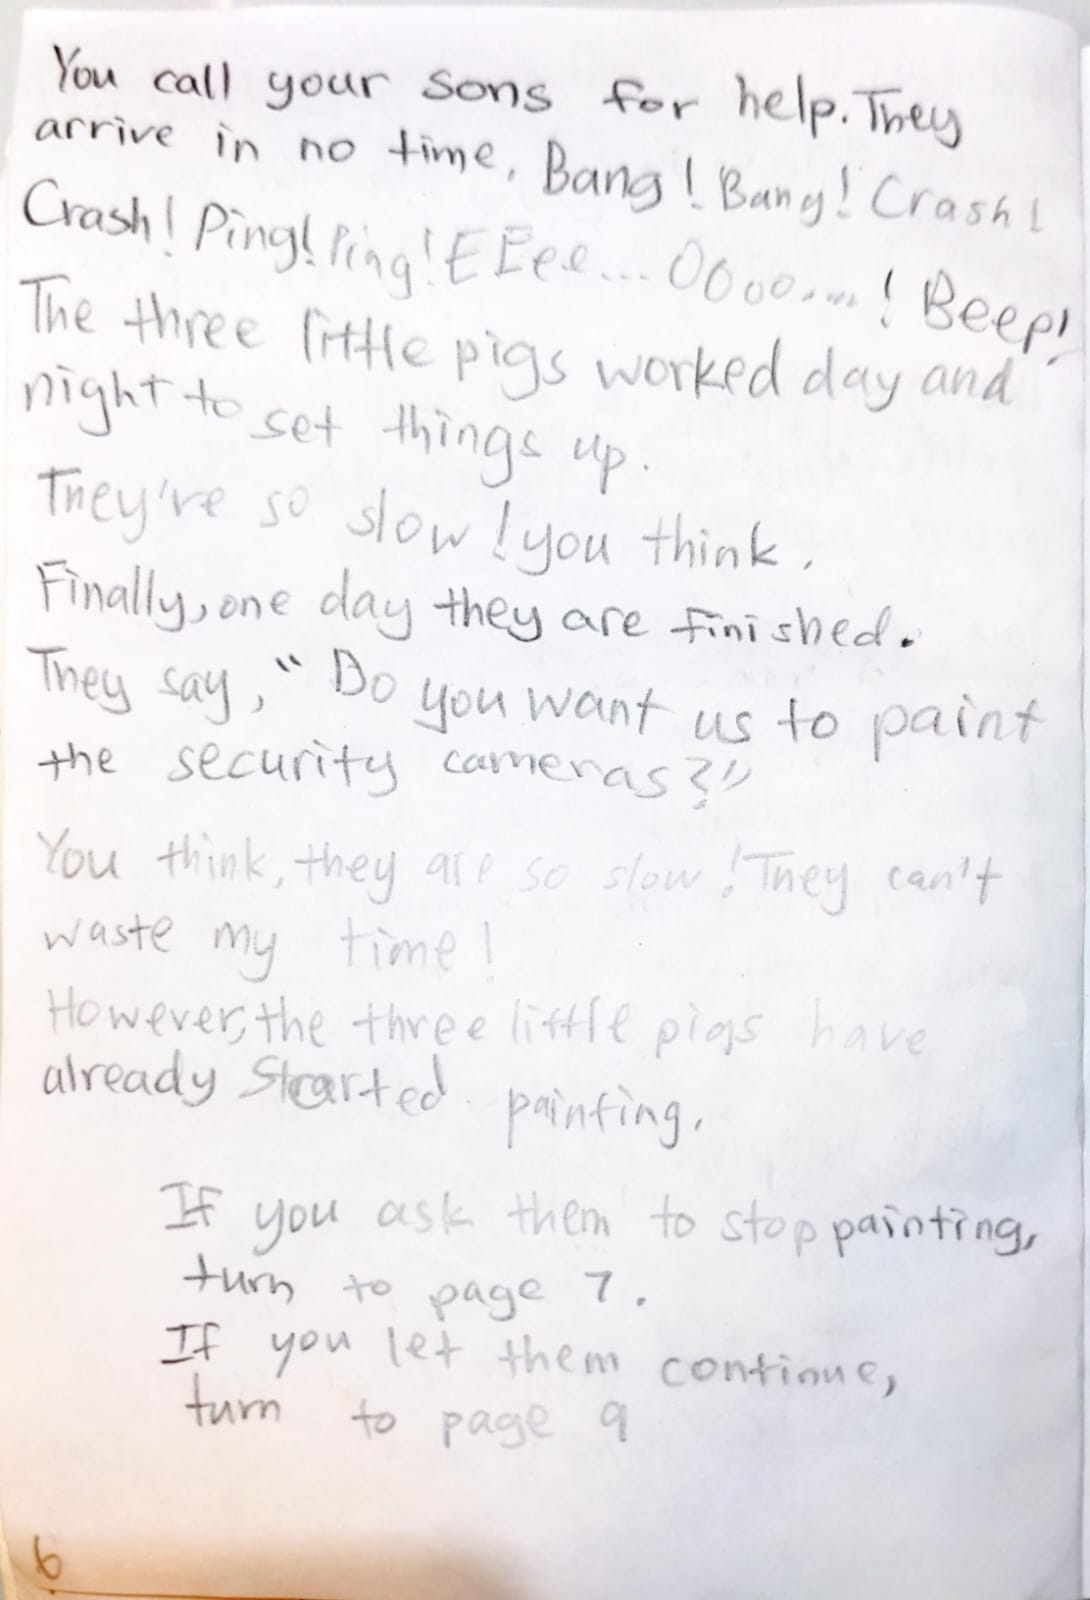 You call your sons for help. They
arrive in no time. Bang! Bang! Crash!
Crash! Ping! Ping! EEee... OOooo....! Beep!
The three little pigs worked day and
night to set things up.
They're so slow! you think.
Finally, one day they are finished.
They say, "Do you want us to paint
the security cameras?"
You think, they are so slow! They can't
waste my time!
However, the three little pigs have
already started painting.
If you ask them to stop painting,
turn to page 7.
If you let them continue,
turn to page 9
6